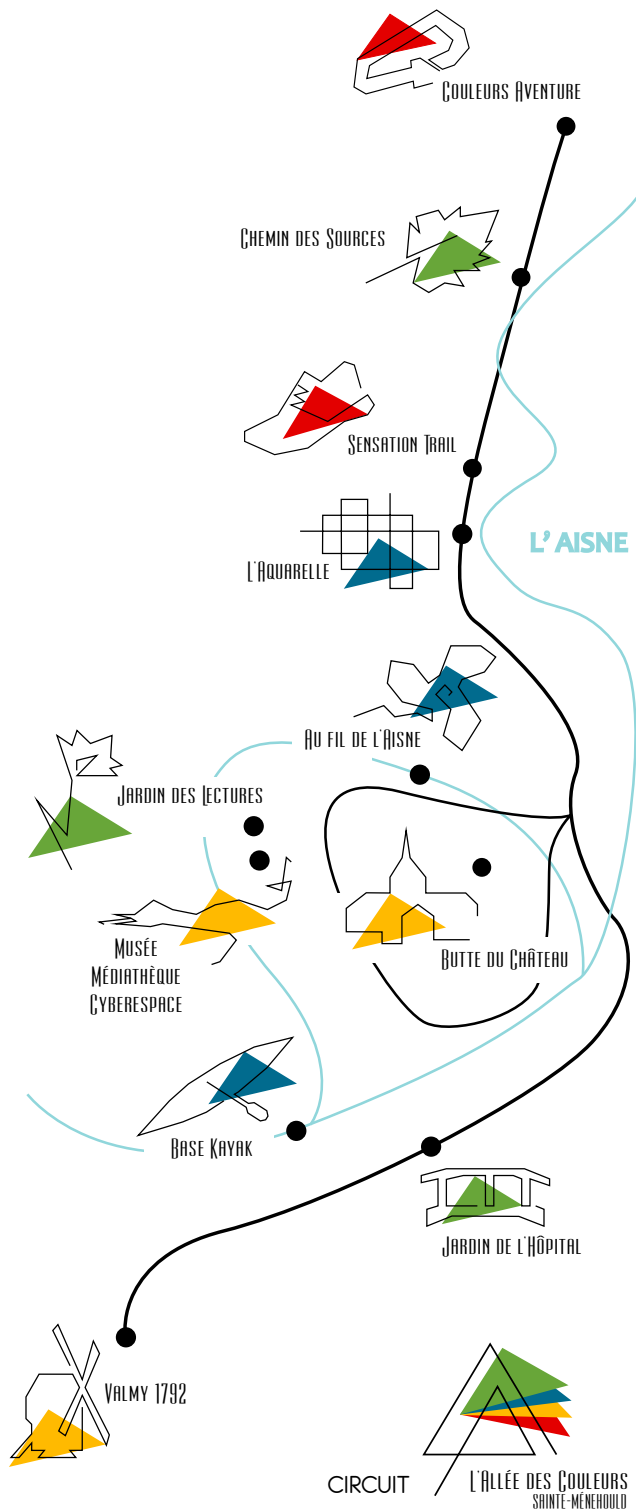 Couleurs Aventure
Chemin des Sources
Sensation Trail
L'AISNE
L'Aquarelle
Au fil de l'Aisne
Jardin des Lectures
Musée
Médiathèque
Cyberespace
Butte du Château
Base Kayak
Jardin de l'Hôpital
Valmy 1792
CIRCUIT
L'Allée des Couleurs
SAINTE-MÉNEHOULD